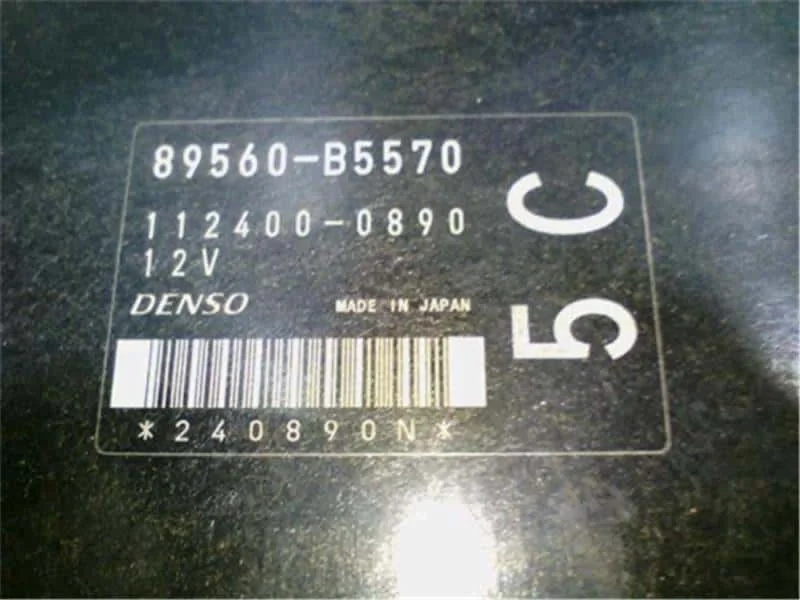 89560-B5570
112400-0890
12V
DENSO MADE IN JAPAN
*240890N*
5C